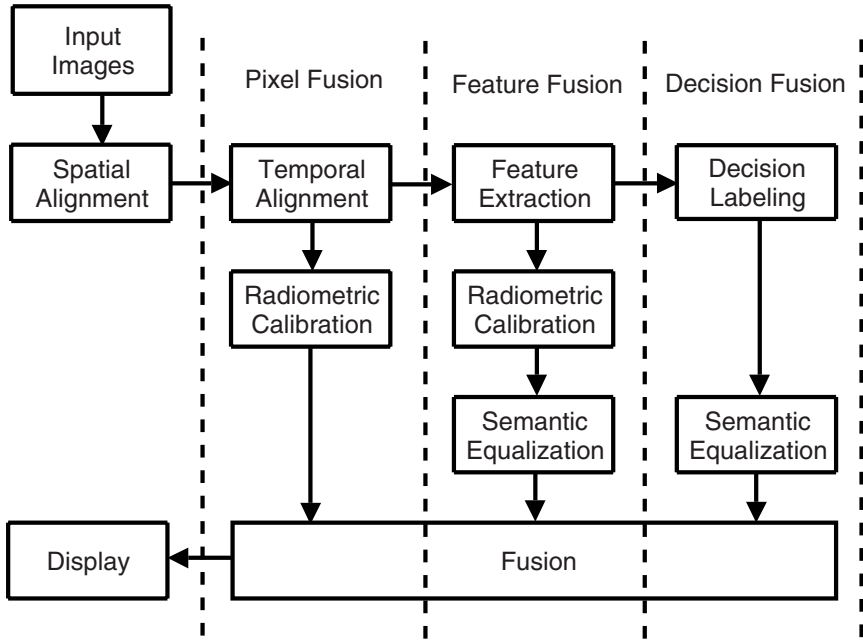 Input
Images
Pixel Fusion
Feature Fusion
Decision Fusion
Spatial
Alignment
Temporal
Alignment
Feature
Extraction
Decision
Labeling
Radiometric
Calibration
Radiometric
Calibration
Semantic
Equalization
Semantic
Equalization
Display
Fusion